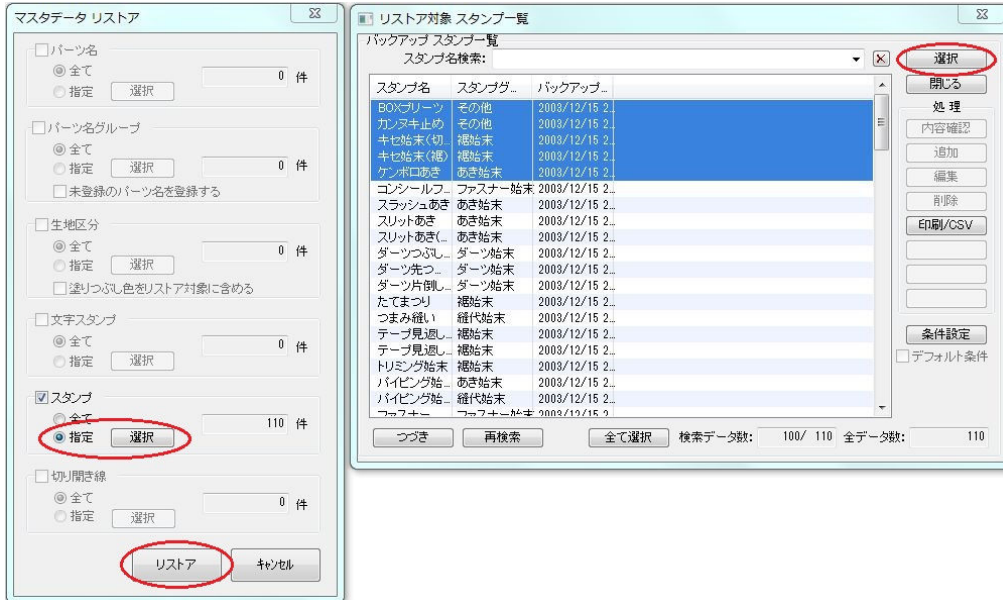 マスタデータ リストア
パーツ名
全て
0 件
指定 選択
パーツ名グループ
全て
0 件
指定 選択
未登録のパーツ名を登録する
生地区分
全て
0 件
指定 選択
塗りつぶし色をリストア対象に含める
文字スタンプ
全て
0 件
指定 選択
スタンプ
全て
110 件
指定 選択
切り開き線
全て
0 件
指定 選択
リストア キャンセル
リストア対象 スタンプ一覧
バックアップ スタンプ一覧
スタンプ名検索:
スタンプ名 スタンプグ... バックアップ...
BOXプリーツ その他 2003/12/15 2...
カンヌキ止め その他 2003/12/15 2...
キセ始末(切... 裾始末 2003/12/15 2...
キセ始末(裾) 裾始末 2003/12/15 2...
ケンボロあき あき始末 2003/12/15 2...
コンシールフ... ファスナー始末 2003/12/15 2...
スラッシュあき あき始末 2003/12/15 2...
スリットあき あき始末 2003/12/15 2...
スリットあき(... あき始末 2003/12/15 2...
ダーツつぶし... ダーツ始末 2003/12/15 2...
ダーツ先つ... ダーツ始末 2003/12/15 2...
ダーツ片倒し... ダーツ始末 2003/12/15 2...
たてまつり 裾始末 2003/12/15 2...
つまみ縫い 縫代始末 2003/12/15 2...
テープ見返し... 裾始末 2003/12/15 2...
テープ見返し... 裾始末 2003/12/15 2...
トリミング始末 裾始末 2003/12/15 2...
パイピング始... あき始末 2003/12/15 2...
パイピング始... 縫代始末 2003/12/15 2...
ファスナー... ファスナー始末 2003/12/15 2...
つづき 再検索 全て選択 検索データ数: 100/ 110 全データ数: 110
選択
閉じる
処 理
内容確認
追加
編集
削除
印刷/CSV
条件設定
デフォルト条件